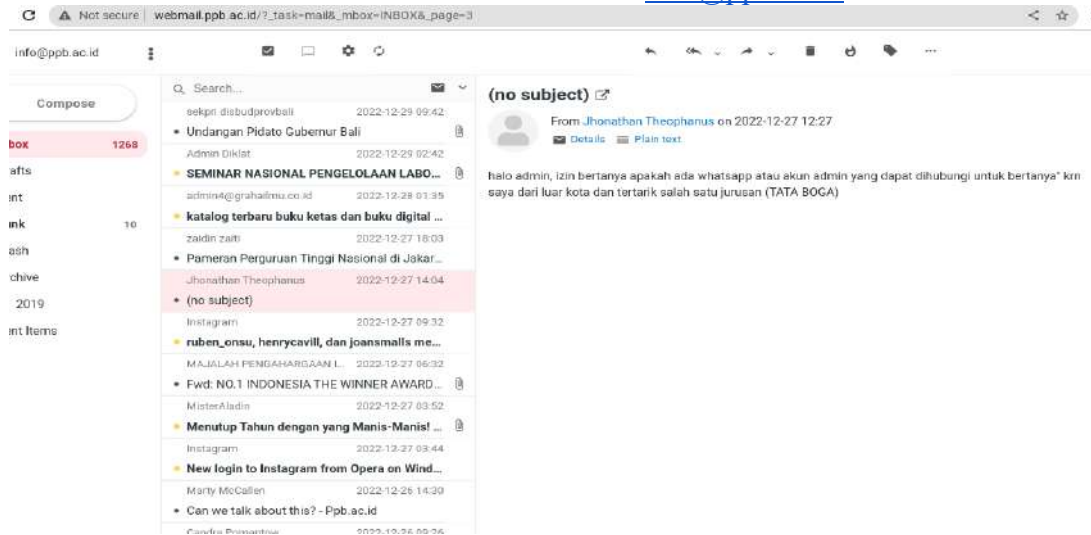 Not secure webmail.ppb.ac.id/?_task=mail&_mbox=INBOX&_page=3
info@ppb.ac.id
Compose
box 1268
afts
ent
unk 10
ash
chive
2019
ent Items
Search...
sekpri disbudprovbali 2022-12-29 09:42
Undangan Pidato Gubernur Bali
Admin Diklat 2022-12-29 02:42
SEMINAR NASIONAL PENGELOLAAN LABO...
admin4@grahailmu.co.id 2022-12-28 01:35
katalog terbaru buku ketas dan buku digital ...
zaidin zaiti 2022-12-27 18:03
Pameran Perguruan Tinggi Nasional di Jakar...
Jhonathan Theophanus 2022-12-27 14:04
(no subject)
Instagram 2022-12-27 09:32
ruben_onsu, henrycavill, dan joansmalls me...
MAJALAH PENGAHARGAAN I... 2022-12-27 06:32
Fwd: NO.1 INDONESIA THE WINNER AWARD...
MisterAladin 2022-12-27 03:52
Menutup Tahun dengan yang Manis-Manis! ...
Instagram 2022-12-27 03:44
New login to Instagram from Opera on Wind...
Marty McCallen 2022-12-26 14:30
Can we talk about this? - Ppb.ac.id
2022-12-26 09:26
(no subject)
From Jhonathan Theophanus on 2022-12-27 12:27
Details Plain text
halo admin, izin bertanya apakah ada whatsapp atau akun admin yang dapat dihubungi untuk bertanya" krn
saya dari luar kota dan tertarik salah satu jurusan (TATA BOGA)